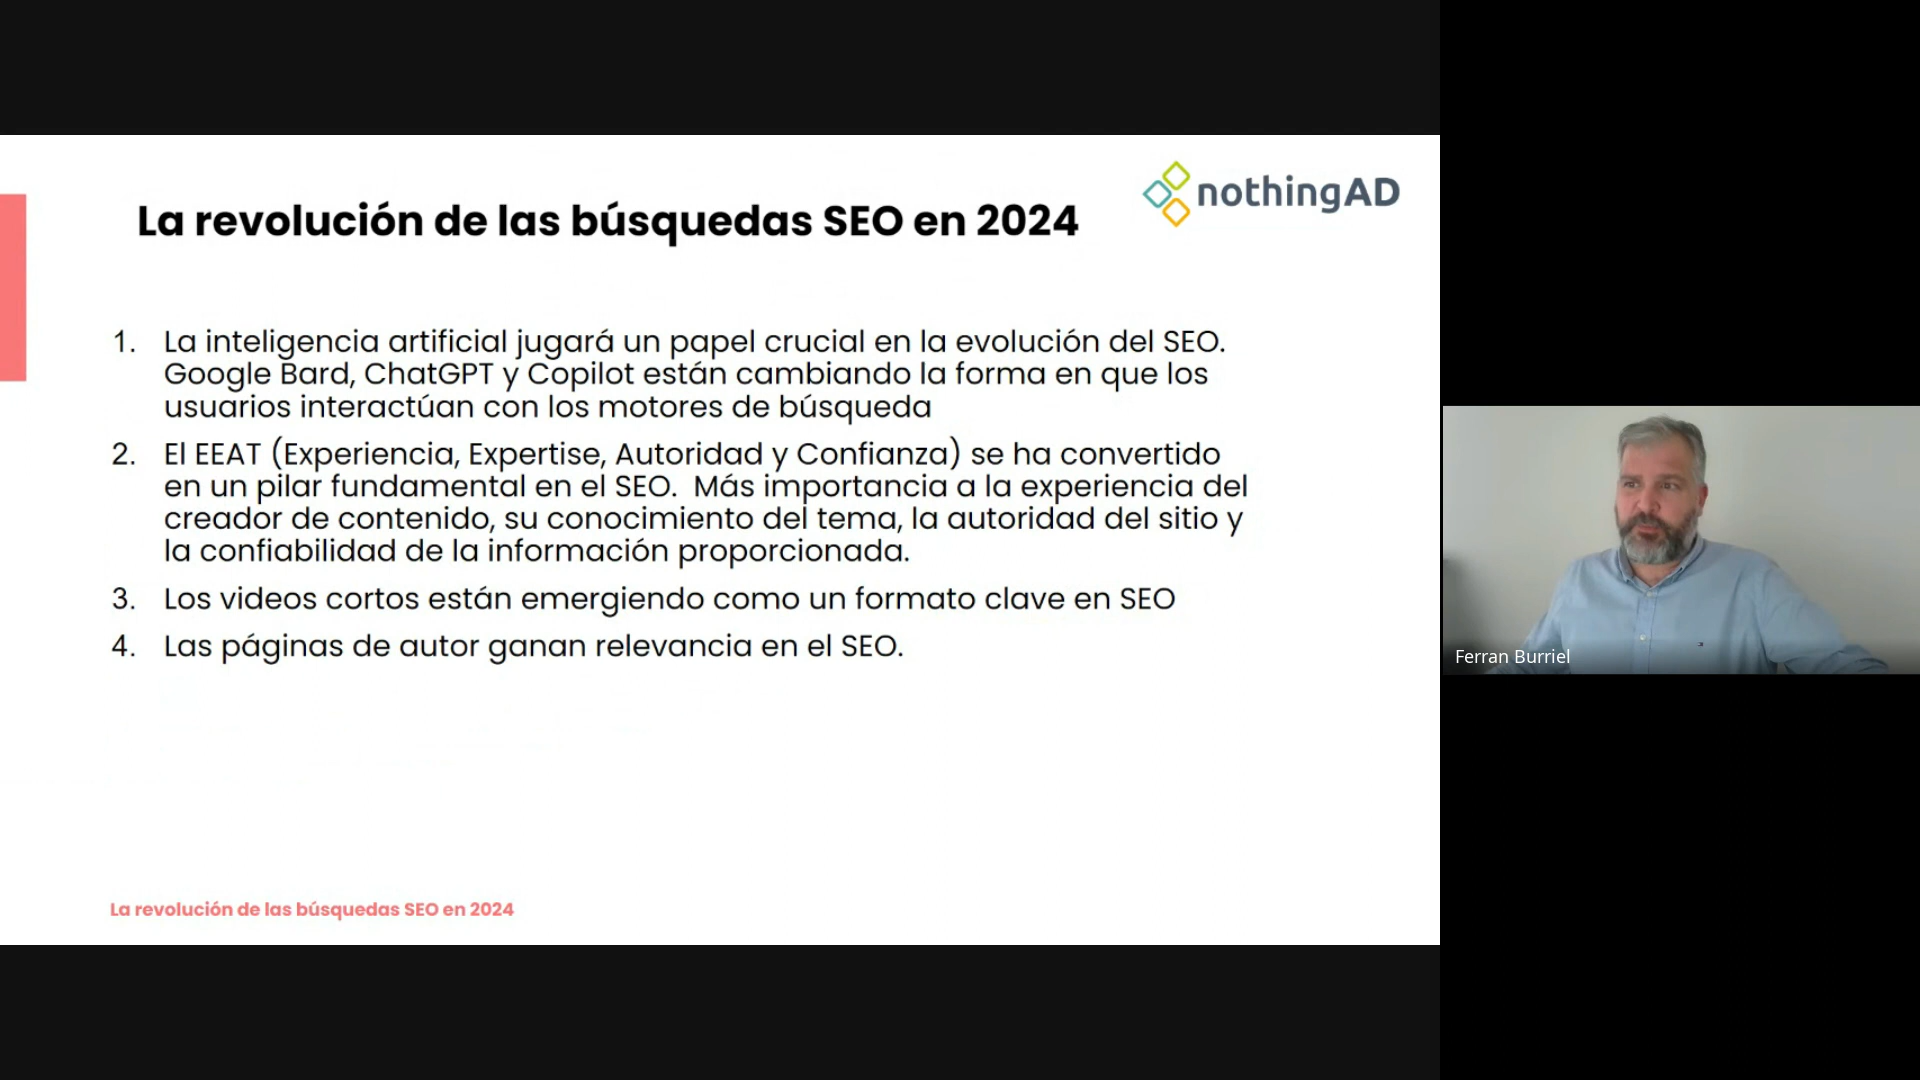 nothingAD
La revolución de las búsquedas SEO en 2024
1. La inteligencia artificial jugará un papel crucial en la evolución del SEO.
Google Bard, ChatGPT y Copilot están cambiando la forma en que los
usuarios interactúan con los motores de búsqueda
2. El EEAT (Experiencia, Expertise, Autoridad y Confianza) se ha convertido
en un pilar fundamental en el SEO.  Más importancia a la experiencia del
creador de contenido, su conocimiento del tema, la autoridad del sitio y
la confiabilidad de la información proporcionada.
3. Los videos cortos están emergiendo como un formato clave en SEO
4. Las páginas de autor ganan relevancia en el SEO.
La revolución de las búsquedas SEO en 2024
Ferran Burriel